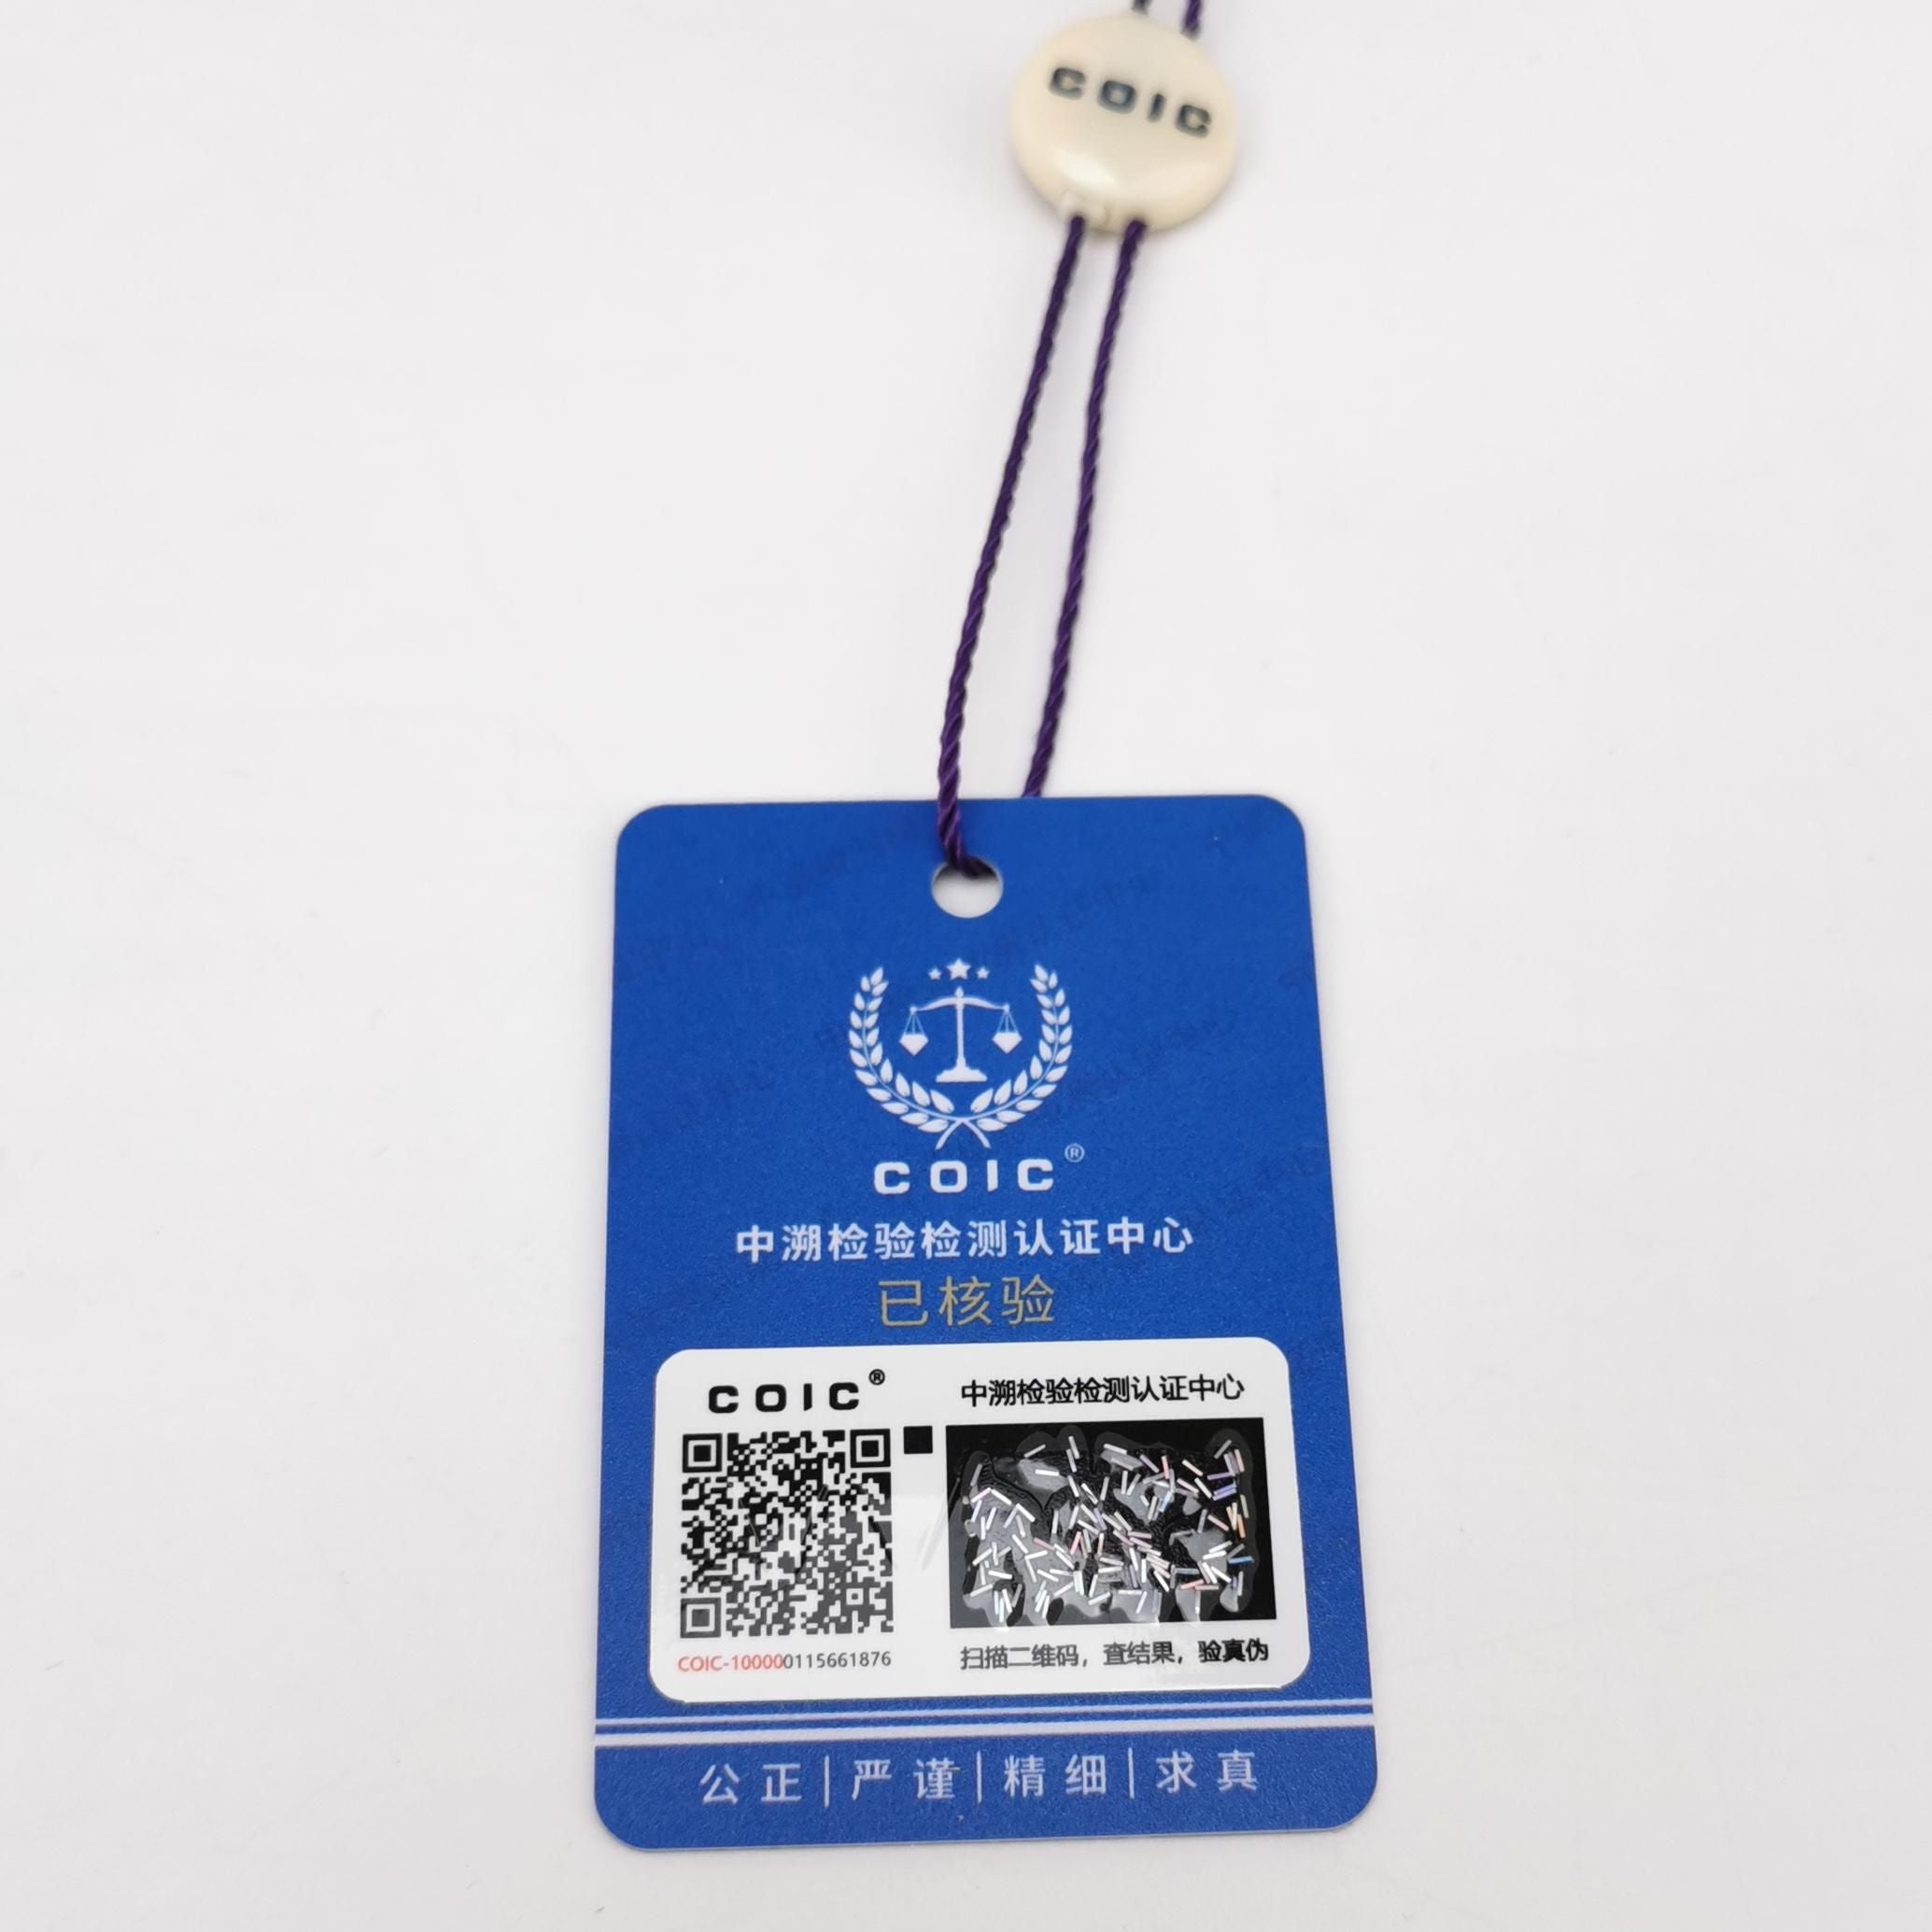 COIC
COIC®
中溯检验检测认证中心
已核验
COIC®
中溯检验检测认证中心
COIC-100000115661876
扫描二维码，查结果，验真伪
公正|严谨|精细|求真